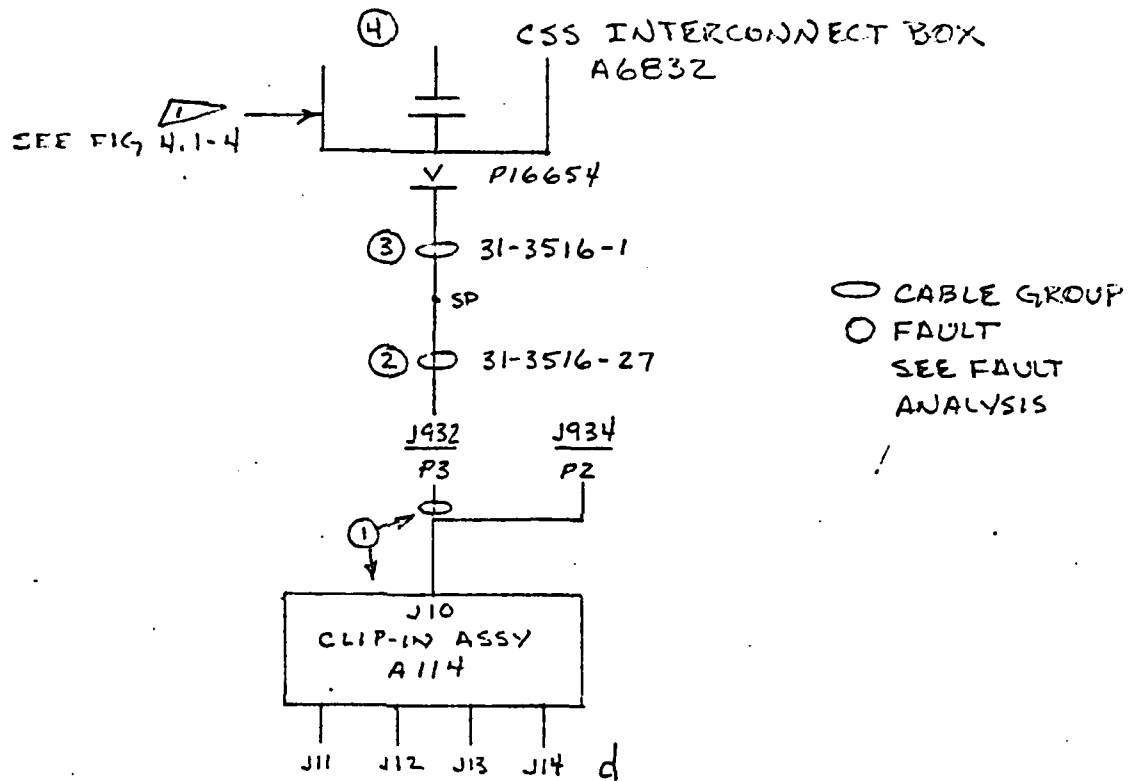 ④ CSS INTERCONNECT BOX
A6832
1
SEE FIG 4.1-4
P16654
③ 31-3516-1
SP
② 31-3516-27
J932
P3
J934
P2
①
CABLE GROUP
FAULT
SEE FAULT
ANALYSIS
J10
CLIP-IN ASSY
A114
J11 J12 J13 J14 d